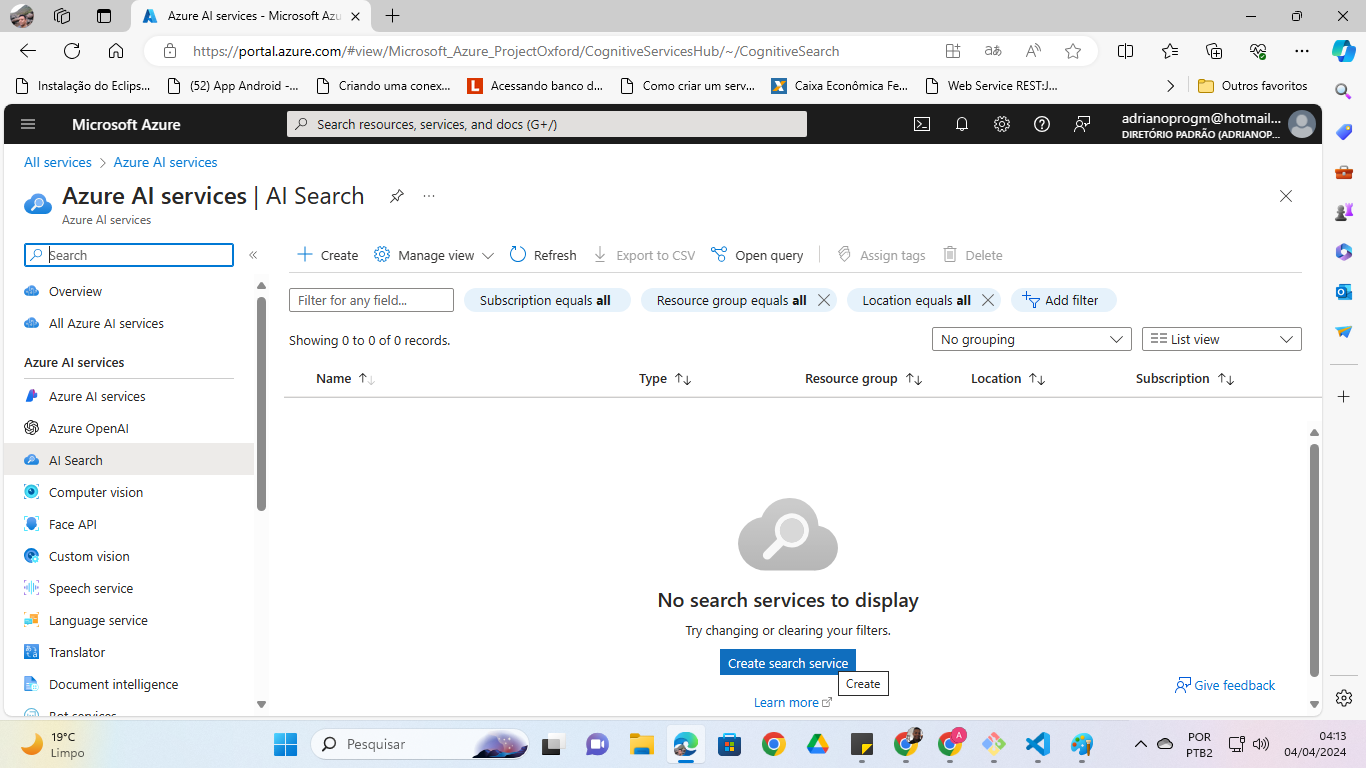 Azure AI services - Microsoft Azu
https://portal.azure.com/#view/Microsoft_Azure_ProjectOxford/CognitiveServicesHub/~/CognitiveSearch
Instalação do Eclips...
(52) App Android -...
Criando uma conex...
Acessando banco d...
Como criar um serv...
Caixa Econômica Fe...
Web Service REST:J...
Outros favoritos
Microsoft Azure
Search resources, services, and docs (G+/)
adrianoprogm@hotmail...
DIRETÓRIO PADRÃO (ADRIANOP...
All services > Azure AI services
Azure AI services | AI Search
Azure AI services
Search
Create
Manage view
Refresh
Export to CSV
Open query
Assign tags
Delete
Overview
All Azure AI services
Azure AI services
Azure AI services
Azure OpenAI
AI Search
Computer vision
Face API
Custom vision
Speech service
Language service
Translator
Document intelligence
Bot services
Filter for any field...
Subscription equals all
Resource group equals all
Location equals all
Add filter
Showing 0 to 0 of 0 records.
No grouping
List view
Name
Type
Resource group
Location
Subscription
No search services to display
Try changing or clearing your filters.
Create search service
Create
Learn more
Give feedback
19°C
Limpo
Pesquisar
A
POR
PTB2
04:13
04/04/2024